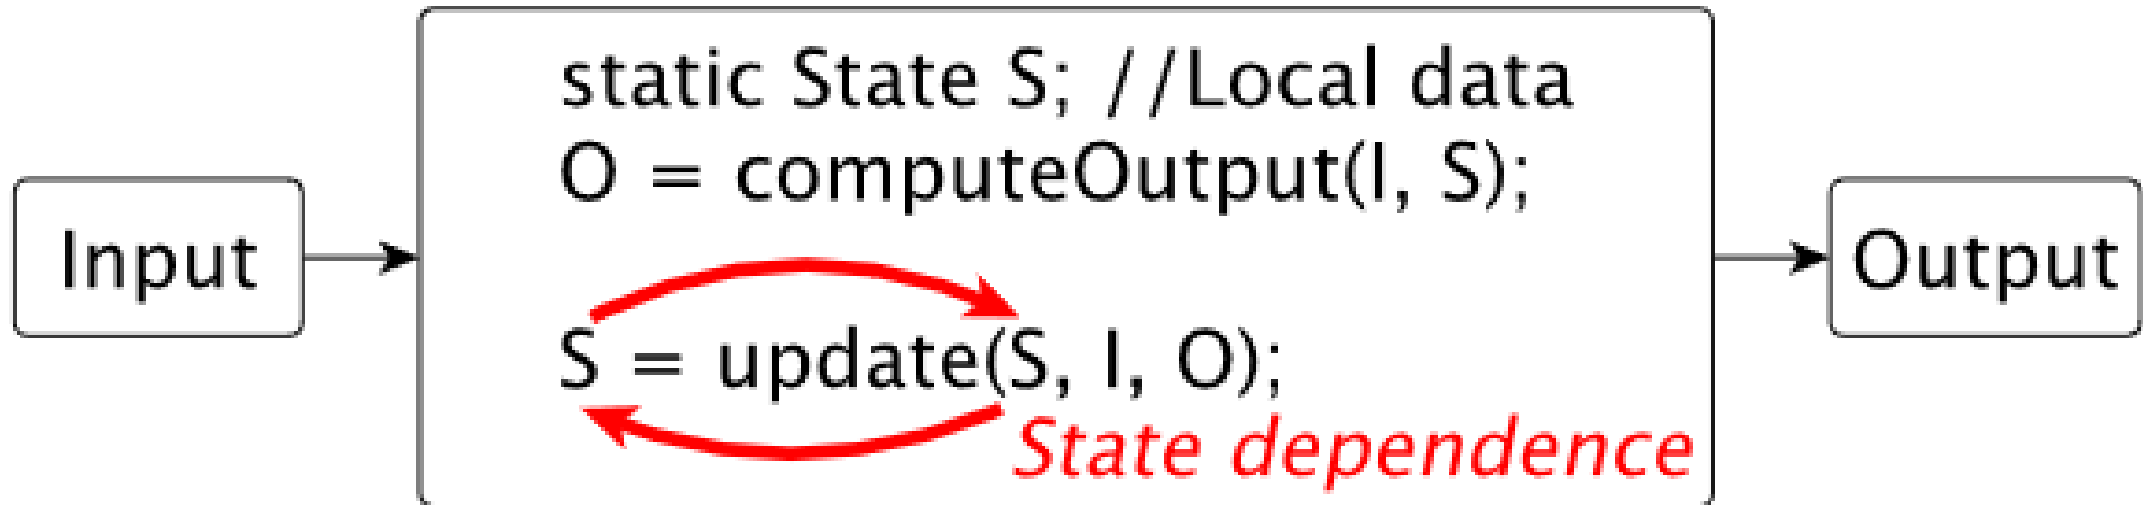 static State S; //Local data
O = computeOutput(I, S);
Input
Output
S = update(S, I, O);
State dependence